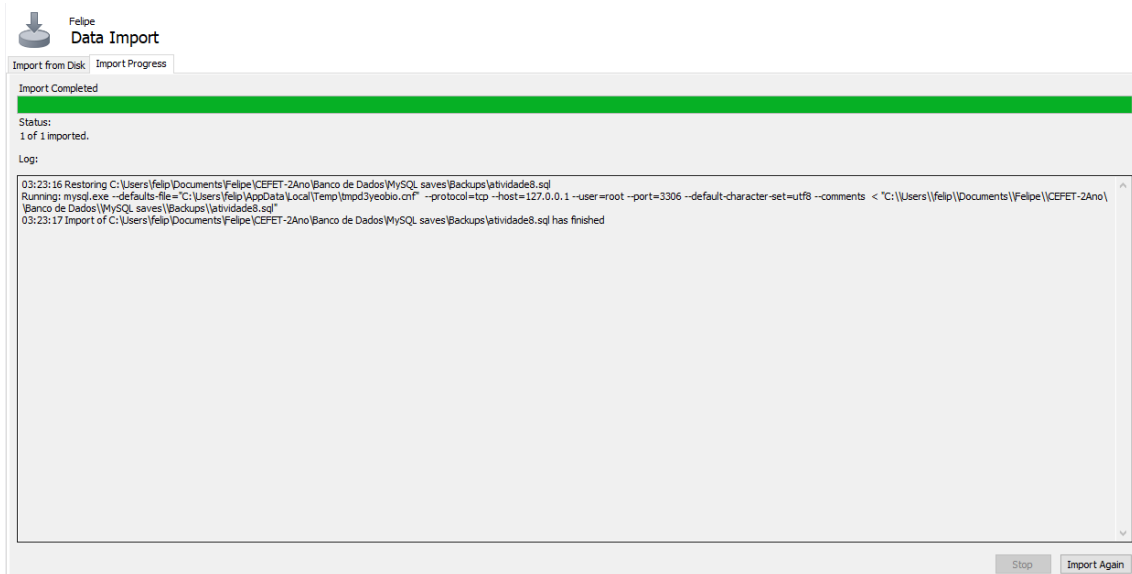 Felipe
Data Import
Import from Disk Import Progress
Import Completed
Status:
1 of 1 imported.
Log:
03:23:16 Restoring C:\Users\felip\Documents\Felipe\CEFET-2Ano\Banco de Dados\MySQL saves\Backups\atividade8.sql
Running: mysql.exe --defaults-file="C:\Users\felip\AppData\Local\Temp\tmpd3yeobio.cnf"  --protocol=tcp --host=127.0.0.1 --user=root --port=3306 --default-character-set=utf8 --comments  < "C:\\Users\\felip\\Documents\\Felipe\\CEFET-2Ano\
\Banco de Dados\\MySQL saves\\Backups\\atividade8.sql"
03:23:17 Import of C:\Users\felip\Documents\Felipe\CEFET-2Ano\Banco de Dados\MySQL saves\Backups\atividade8.sql has finished
Stop Import Again